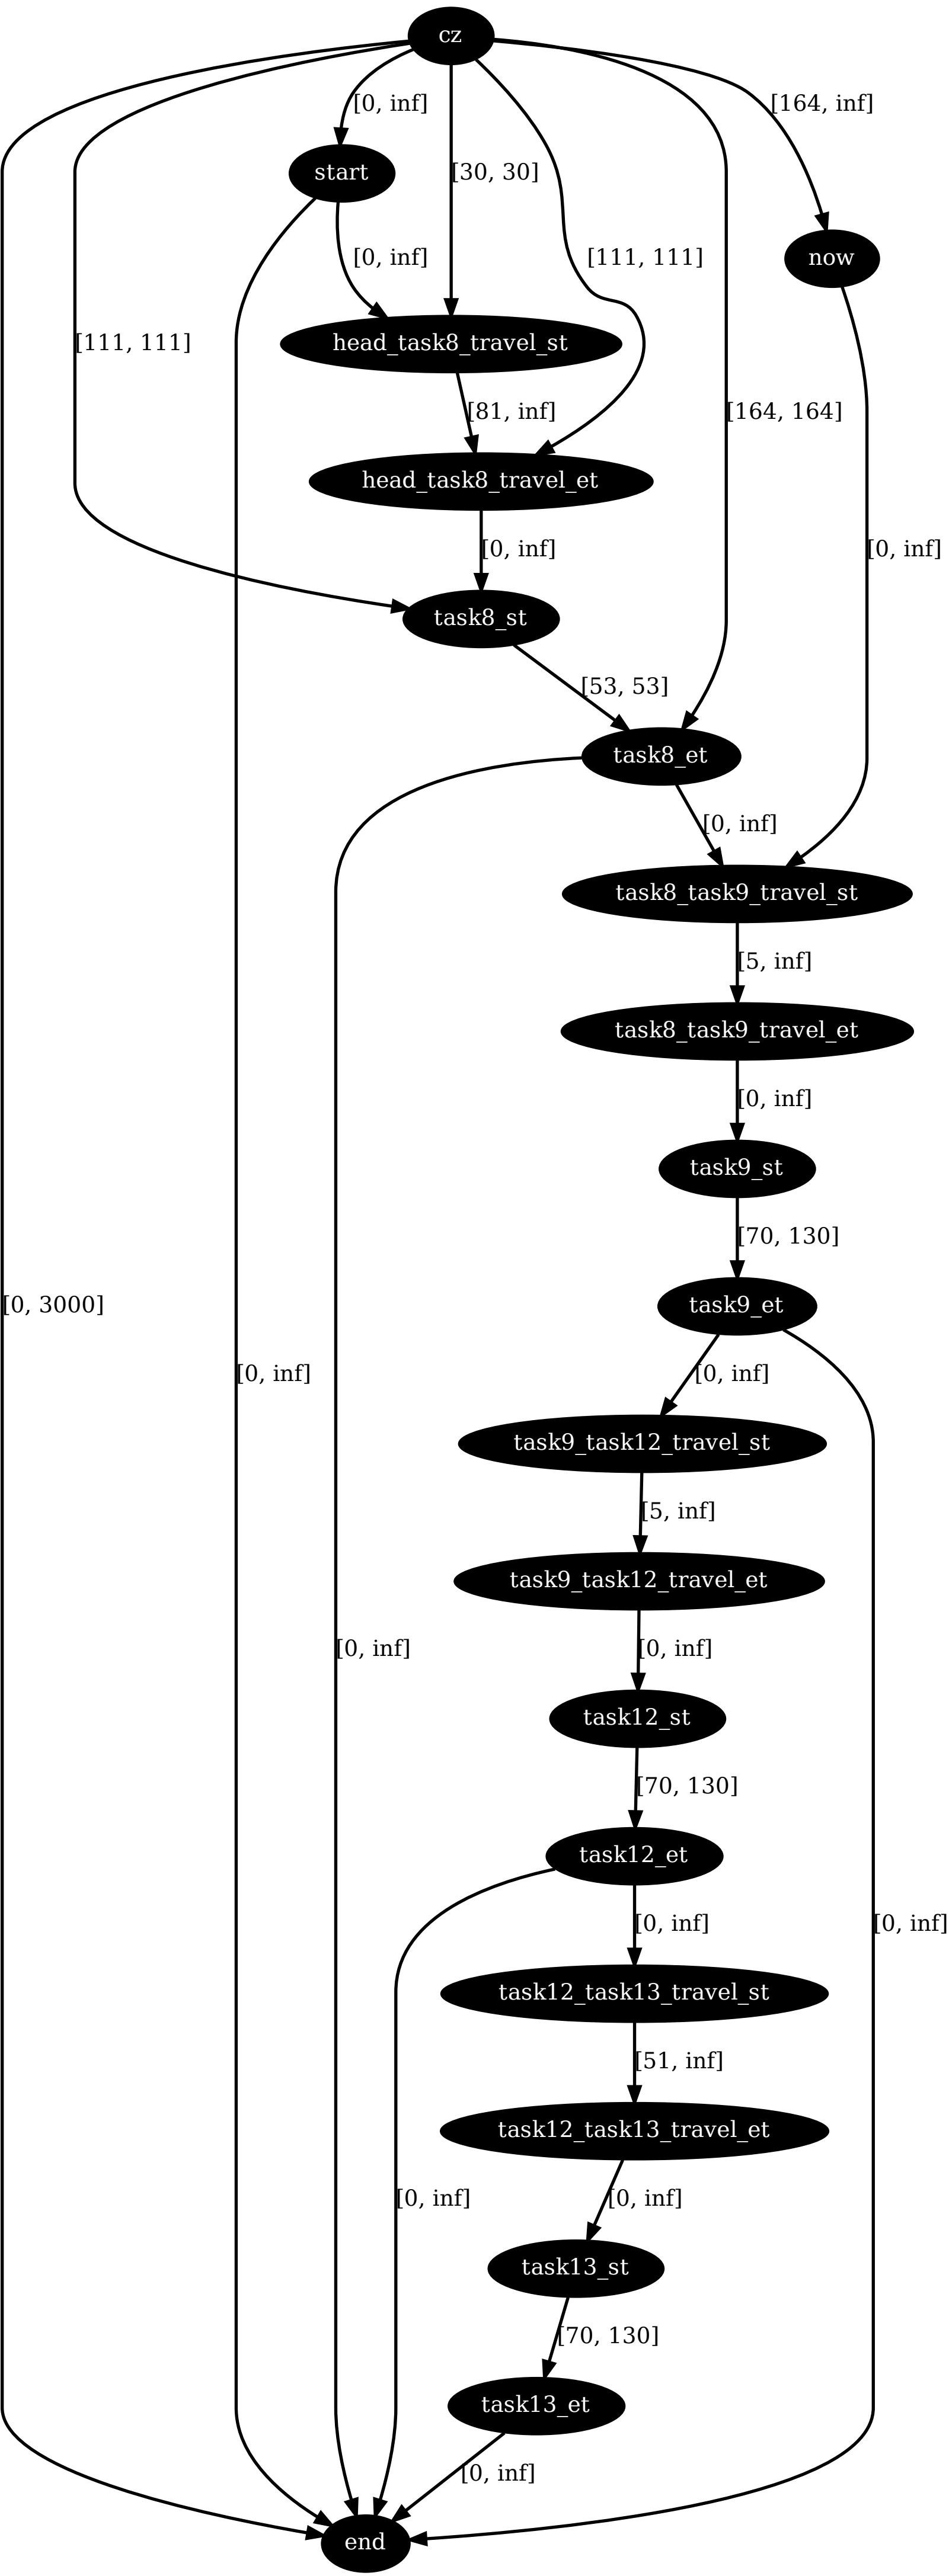 cz
[0, inf]
[164, inf]
start
[30, 30]
now
[0, inf]
[111, 111]
[111, 111]
head_task8_travel_st
[81, inf]
[164, 164]
head_task8_travel_et
[0, inf]
[0, inf]
task8_st
[53, 53]
task8_et
[0, inf]
task8_task9_travel_st
[5, inf]
task8_task9_travel_et
[0, inf]
task9_st
[70, 130]
[0, 3000]
task9_et
[0, inf]
[0, inf]
task9_task12_travel_st
[5, inf]
task9_task12_travel_et
[0, inf]
[0, inf]
task12_st
[70, 130]
task12_et
[0, inf]
[0, inf]
task12_task13_travel_st
[51, inf]
task12_task13_travel_et
[0, inf]
[0, inf]
task13_st
[70, 130]
task13_et
[0, inf]
end